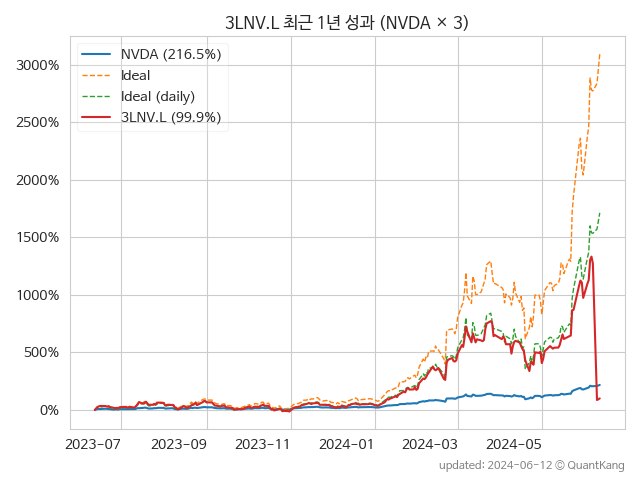 3LNV.L 최근 1년 성과 (NVDA × 3)
NVDA (216.5%)
Ideal
Ideal (daily)
3LNV.L (99.9%)
3000%
2500%
2000%
1500%
1000%
500%
0%
2023-07 2023-09 2023-11 2024-01 2024-03 2024-05
updated: 2024-06-12 © QuantKang